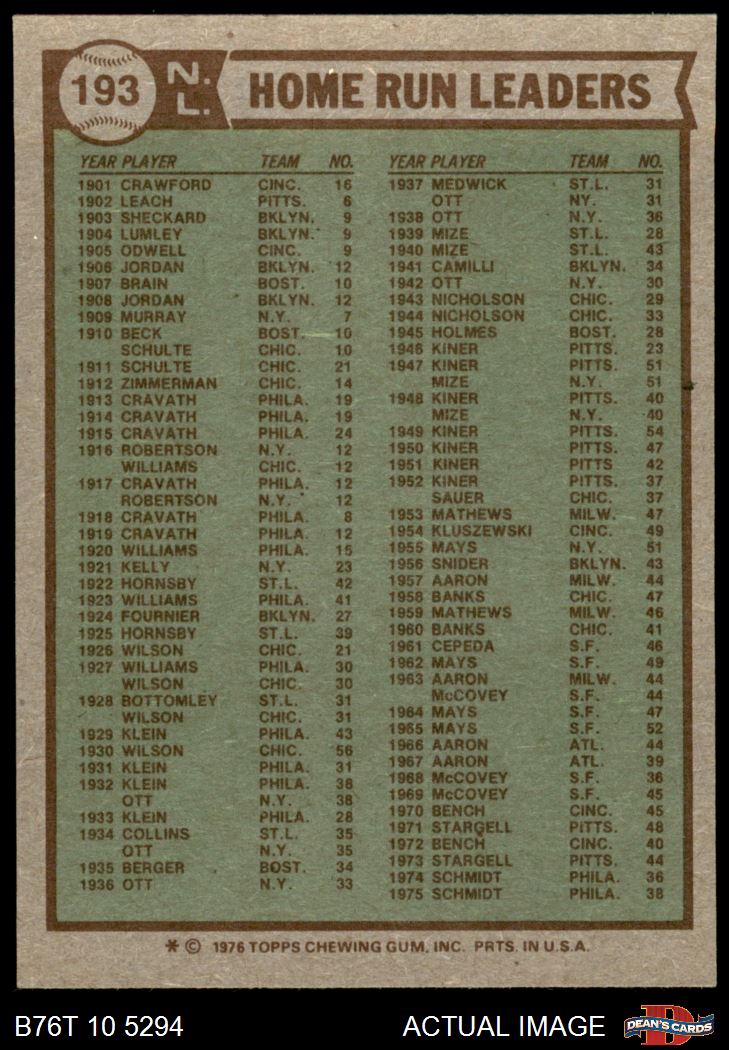 193 N.L. HOME RUN LEADERS
YEAR PLAYER TEAM NO.
1901 CRAWFORD CINC. 16
1902 LEACH PITTS. 6
1903 SHECKARD BKLYN. 9
1904 LUMLEY BKLYN. 9
1905 ODWELL CINC. 9
1906 JORDAN BKLYN. 12
1907 BRAIN BOST. 10
1908 JORDAN BKLYN. 12
1909 MURRAY N.Y. 7
1910 BECK BOST. 10
SCHULTE CHIC. 10
1911 SCHULTE CHIC. 21
1912 ZIMMERMAN CHIC. 14
1913 CRAVATH PHILA. 19
1914 CRAVATH PHILA. 19
1915 CRAVATH PHILA. 24
1916 ROBERTSON N.Y. 12
WILLIAMS CHIC. 12
1917 CRAVATH PHILA. 12
ROBERTSON N.Y. 12
1918 CRAVATH PHILA. 8
1919 CRAVATH PHILA. 12
1920 WILLIAMS PHILA. 15
1921 KELLY N.Y. 23
1922 HORNSBY ST.L. 42
1923 WILLIAMS PHILA. 41
1924 FOURNIER BKLYN. 27
1925 HORNSBY ST.L. 39
1926 WILSON CHIC. 21
1927 WILLIAMS PHILA. 30
WILSON CHIC. 30
1928 BOTTOMLEY ST.L. 31
WILSON CHIC. 31
1929 KLEIN PHILA. 43
1930 WILSON CHIC. 56
1931 KLEIN PHILA. 31
1932 KLEIN PHILA. 38
OTT N.Y. 38
1933 KLEIN PHILA. 28
1934 COLLINS ST.L. 35
OTT N.Y. 35
1935 BERGER BOST. 34
1936 OTT N.Y. 33
YEAR PLAYER TEAM NO.
1937 MEDWICK ST.L. 31
OTT NY. 31
1938 OTT N.Y. 36
1939 MIZE ST.L. 28
1940 MIZE ST.L. 43
1941 CAMILLI BKLYN. 34
1942 OTT N.Y. 30
1943 NICHOLSON CHIC. 29
1944 NICHOLSON CHIC. 33
1945 HOLMES BOST. 28
1946 KINER PITTS. 23
1947 KINER PITTS. 51
MIZE N.Y. 51
1948 KINER PITTS. 40
MIZE N.Y. 40
1949 KINER PITTS. 54
1950 KINER PITTS. 47
1951 KINER PITTS 42
1952 KINER PITTS. 37
SAUER CHIC. 37
1953 MATHEWS MILW. 47
1954 KLUSZEWSKI CINC. 49
1955 MAYS N.Y. 51
1956 SNIDER BKLYN. 43
1957 AARON MILW. 44
1958 BANKS CHIC. 47
1959 MATHEWS MILW. 46
1960 BANKS CHIC. 41
1961 CEPEDA S.F. 46
1962 MAYS S.F. 49
1963 AARON MILW. 44
McCOVEY S.F. 44
1964 MAYS S.F. 47
1965 MAYS S.F. 52
1966 AARON ATL. 44
1967 AARON ATL. 39
1968 McCOVEY S.F. 36
1969 McCOVEY S.F. 45
1970 BENCH CINC. 45
1971 STARGELL PITTS. 48
1972 BENCH CINC. 40
1973 STARGELL PITTS. 44
1974 SCHMIDT PHILA. 36
1975 SCHMIDT PHILA. 38
* © 1976 TOPPS CHEWING GUM, INC. PRTS. IN U.S.A.
B76T 10 5294 ACTUAL IMAGE DEAN'S CARDS